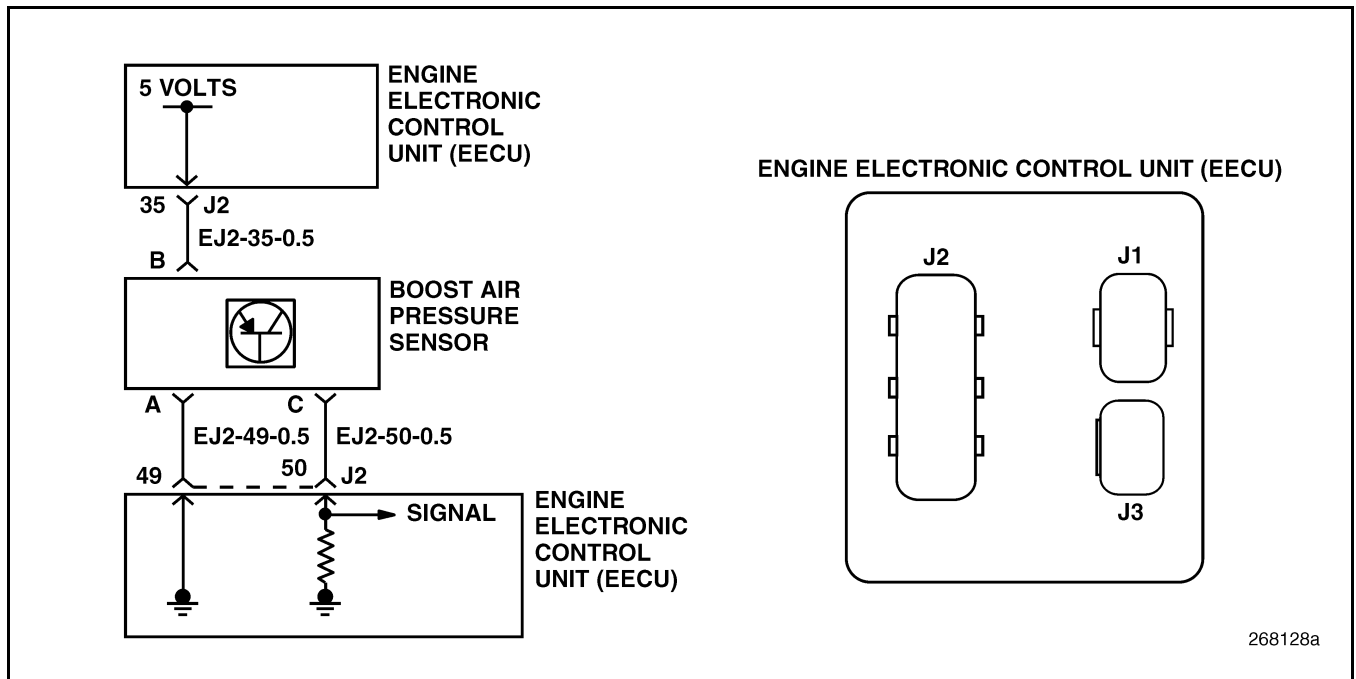 5 VOLTS
ENGINE
ELECTRONIC
CONTROL
UNIT (EECU)
35
J2
EJ2-35-0.5
B
BOOST AIR
PRESSURE
SENSOR
A
C
EJ2-49-0.5
EJ2-50-0.5
49
50
J2
SIGNAL
ENGINE
ELECTRONIC
CONTROL
UNIT (EECU)
ENGINE ELECTRONIC CONTROL UNIT (EECU)
J2
J1
J3
268128a